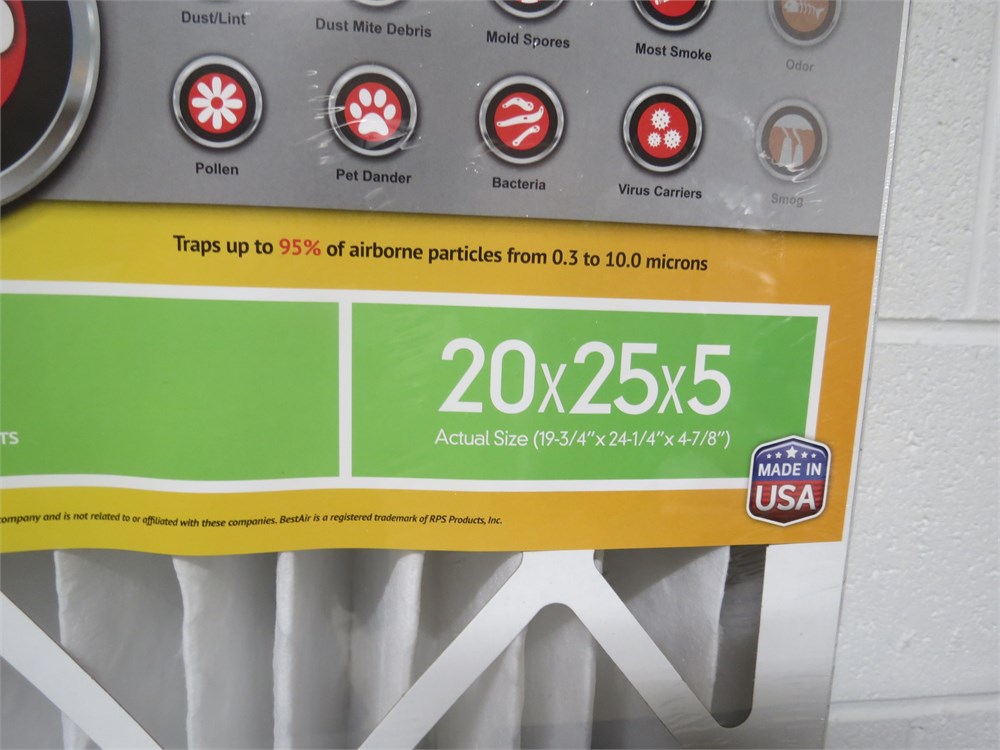 Dust/Lint
Dust Mite Debris
Mold Spores
Most Smoke
Odor
Pollen
Pet Dander
Bacteria
Virus Carriers
Smog
Traps up to 95% of airborne particles from 0.3 to 10.0 microns
20x25x5
Actual Size (19-3/4"x 24-1/4"x 4-7/8")
TS
MADE IN
USA
ompany and is not related to or affiliated with these companies. BestAir is a registered trademark of RPS Products, Inc.